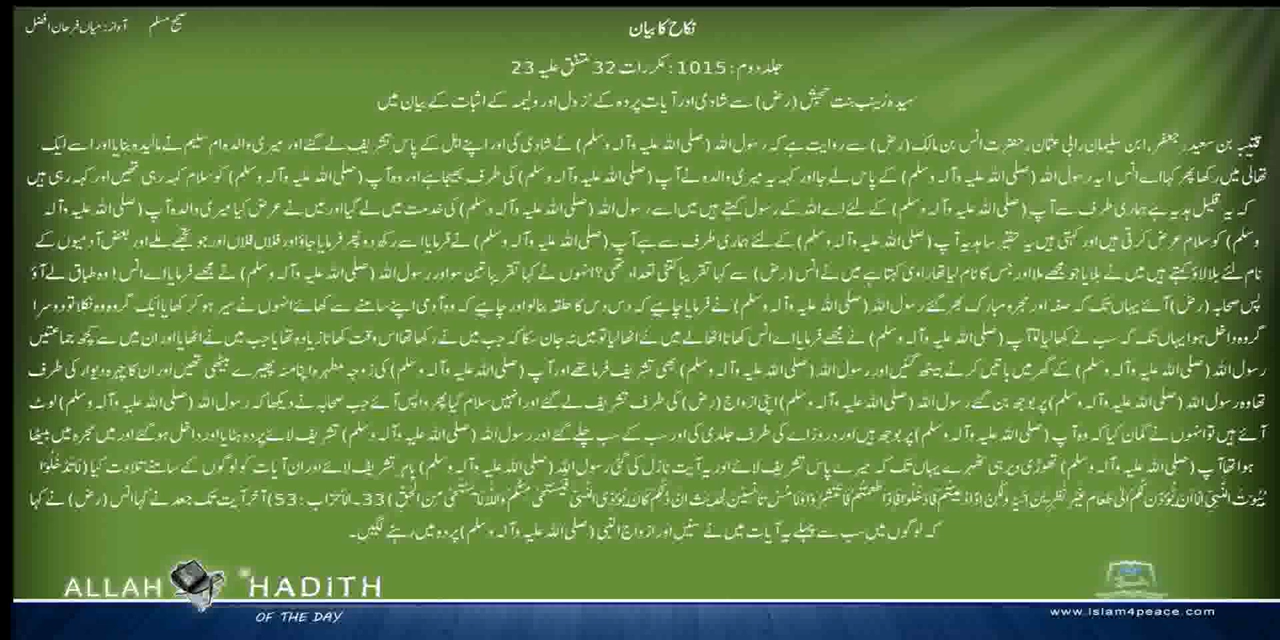 صحیح مسلم آواز: میاں فرحان افضل
نکاح کا بیان
جلد دوم : 1015 : مکررات 32 متفق علیہ 23
سیدہ زینب بنت جحش (رض) سے شادی اور آیات پردہ کے نزول اور ولیمہ کے اثبات کے بیان میں
قتیبہ بن سعید، جعفر، ابن سلیمان، ابی عثمان، حضرت انس بن مالک (رض) سے روایت ہے کہ رسول اللہ (صلی اللہ علیہ وآلہ وسلم) نے شادی کی اور اپنے اہل کے پاس تشریف لے گئے اور میری والدہ ام سلیم نے مالیدہ بنایا اور اسے ایک
تھالی میں رکھا پھر کہا اے انس! یہ رسول اللہ (صلی اللہ علیہ وآلہ وسلم) کے پاس لے جا اور کہہ یہ میری والدہ نے آپ (صلی اللہ علیہ وآلہ وسلم) کی طرف بھیجا ہے اور وہ آپ (صلی اللہ علیہ وآلہ وسلم) کو سلام کہہ رہی تھیں اور کہہ رہی ہیں
کہ یہ قلیل ہدیہ ہے ہماری طرف سے آپ (صلی اللہ علیہ وآلہ وسلم) کے لئے اے اللہ کے رسول کہتے ہیں میں اسے رسول اللہ (صلی اللہ علیہ وآلہ وسلم) کی خدمت میں لے گیا اور میں نے عرض کیا میری والدہ آپ (صلی اللہ علیہ وآلہ
وسلم) کو سلام عرض کرتی ہیں اور کہتی ہیں یہ حقیر سا ہدیہ آپ (صلی اللہ علیہ وآلہ وسلم) کے لئے ہماری طرف سے ہے آپ (صلی اللہ علیہ وآلہ وسلم) نے فرمایا اسے رکھ دو پھر فرمایا جاؤ اور فلاں فلاں اور جو تجھے ملے اور بعض آدمیوں کے
نام لئے بلا لاؤ کہتے ہیں میں نے بلایا جو مجھے ملا اور جس کا نام لیا تھا راوی کہتا ہے میں نے انس (رض) سے کہا تقریبا کتنی تعداد تھی؟ انہوں نے کہا تقریبا تین سو اور رسول اللہ (صلی اللہ علیہ وآلہ وسلم) نے مجھے فرمایا اے انس! وہ طباق لے آؤ
پس صحابہ (رض) آئے یہاں تک کہ صفہ اور حجرہ مبارک بھر گئے رسول اللہ (صلی اللہ علیہ وآلہ وسلم) نے فرمایا چاہیے کہ دس دس کا حلقہ بنا لو اور چاہیے کہ وہ آدمی اپنے سامنے سے کھائے انہوں نے سیر ہو کر کھایا ایک گروہ وہ نکلا تو دوسرا
گروہ داخل ہوا یہاں تک کہ سب نے کھا لیا تو آپ (صلی اللہ علیہ وآلہ وسلم) نے مجھے فرمایا اے انس کھانا اٹھا لے میں نے اٹھا لیا تو میں نہ جان سکا کہ جب میں نے رکھا تھا اس وقت کھانا زیادہ تھا یا جب میں نے اٹھایا اور ان میں سے کچھ جماعتیں
رسول اللہ (صلی اللہ علیہ وآلہ وسلم) کے گھر میں باتیں کرنے بیٹھ گئیں اور رسول اللہ (صلی اللہ علیہ وآلہ وسلم) بھی تشریف فرما تھے اور آپ (صلی اللہ علیہ وآلہ وسلم) کی زوجہ مطہرہ اپنا منہ پھیرے بیٹھی تھیں اور ان کا چہرہ دیوار کی طرف
تھا وہ رسول اللہ (صلی اللہ علیہ وآلہ وسلم) پر بوجھ بن گئے رسول اللہ (صلی اللہ علیہ وآلہ وسلم) اپنی ازواج (رض) کی طرف تشریف لے گئے اور انہیں سلام کیا پھر واپس آئے جب صحابہ نے دیکھا کہ رسول اللہ (صلی اللہ علیہ وآلہ وسلم) لوٹ
آئے ہیں تو انہوں نے گمان کیا کہ وہ آپ (صلی اللہ علیہ وآلہ وسلم) پر بوجھ ہیں اور دروازے کی طرف جلدی کی اور سب کے سب چلے گئے اور رسول اللہ (صلی اللہ علیہ وآلہ وسلم) تشریف لائے پردہ ہٹایا اور داخل ہو گئے اور میں حجرہ میں بیٹھا
ہوا تھا آپ (صلی اللہ علیہ وآلہ وسلم) تھوڑی دیر ہی ٹھہرے یہاں تک کہ میرے پاس تشریف لائے اور یہ آیت نازل کی گئی رسول اللہ (صلی اللہ علیہ وآلہ وسلم) باہر تشریف لائے اور ان آیات کو لوگوں کے سامنے تلاوت کیا
33۔ الاحزاب : 53) آخر آیت تک جعد نے کہا انس (رض) نے کہا
کہ لوگوں میں سب سے پہلے یہ آیات میں نے سنیں اور ازواج النبی (صلی اللہ علیہ وآلہ وسلم) پردہ میں رہنے لگیں۔
ALLAH HADITH
OF THE DAY
www.islam4peace.com